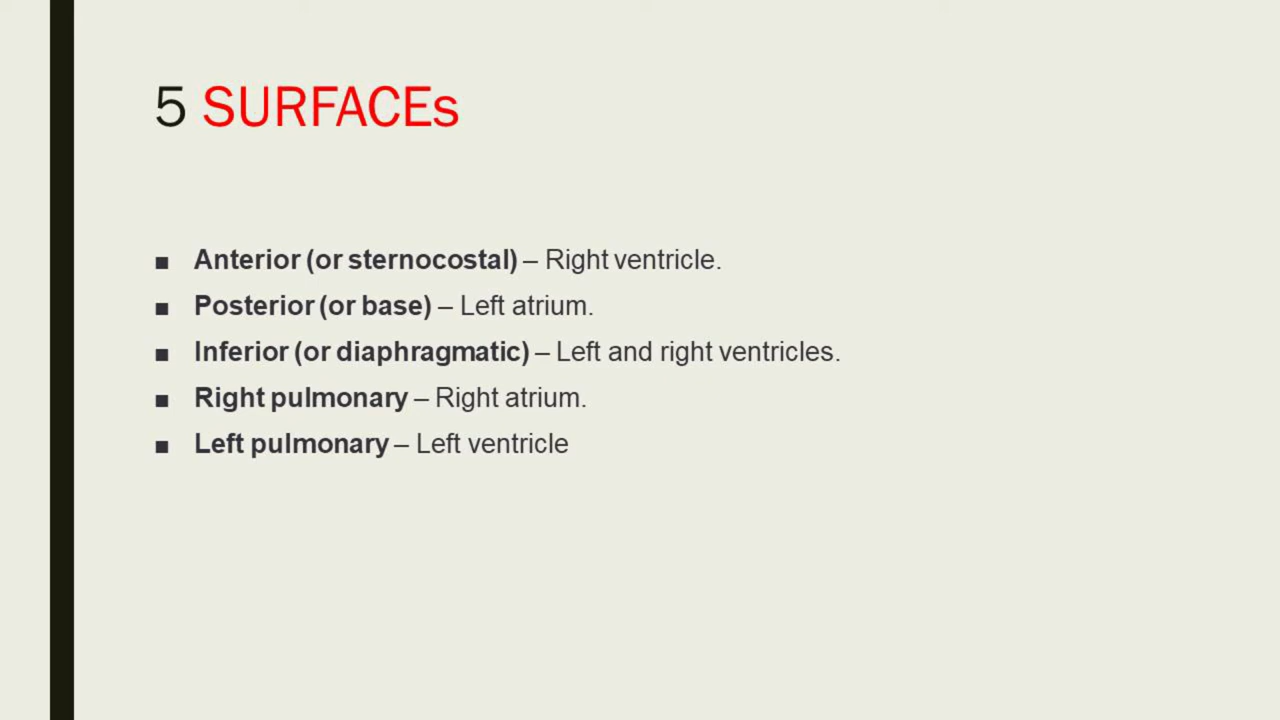 5 SURFACEs
■ Anterior (or sternocostal) – Right ventricle.
■ Posterior (or base) – Left atrium.
■ Inferior (or diaphragmatic) – Left and right ventricles.
■ Right pulmonary – Right atrium.
■ Left pulmonary – Left ventricle